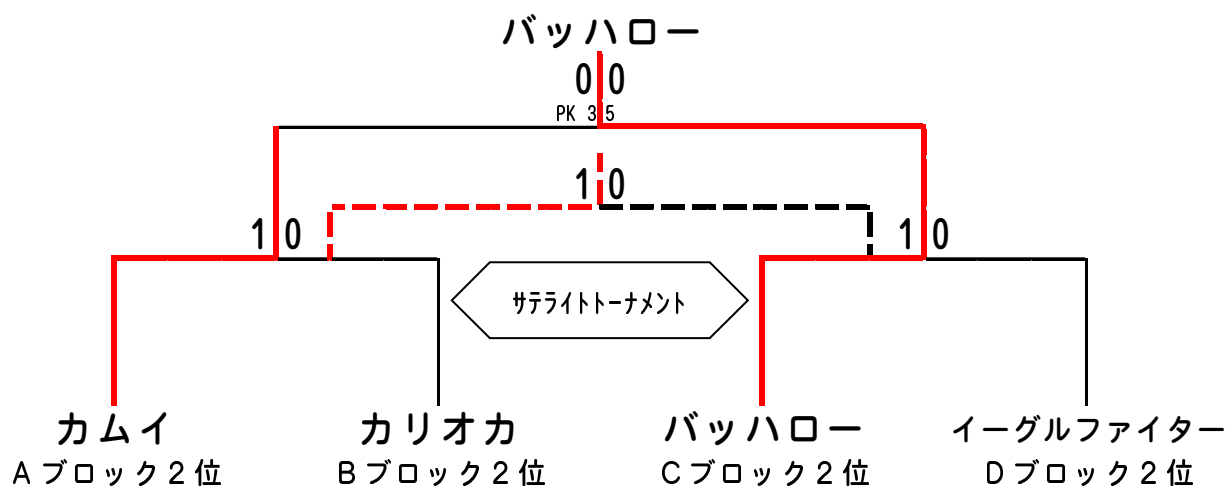 バッハロー
0 0
PK 3 5
1 0
1 0
1 0
サテライトトーナメント
カムイ
カリオカ
バッハロー
イーグルファイター
Aブロック2位
Bブロック2位
Cブロック2位
Dブロック2位